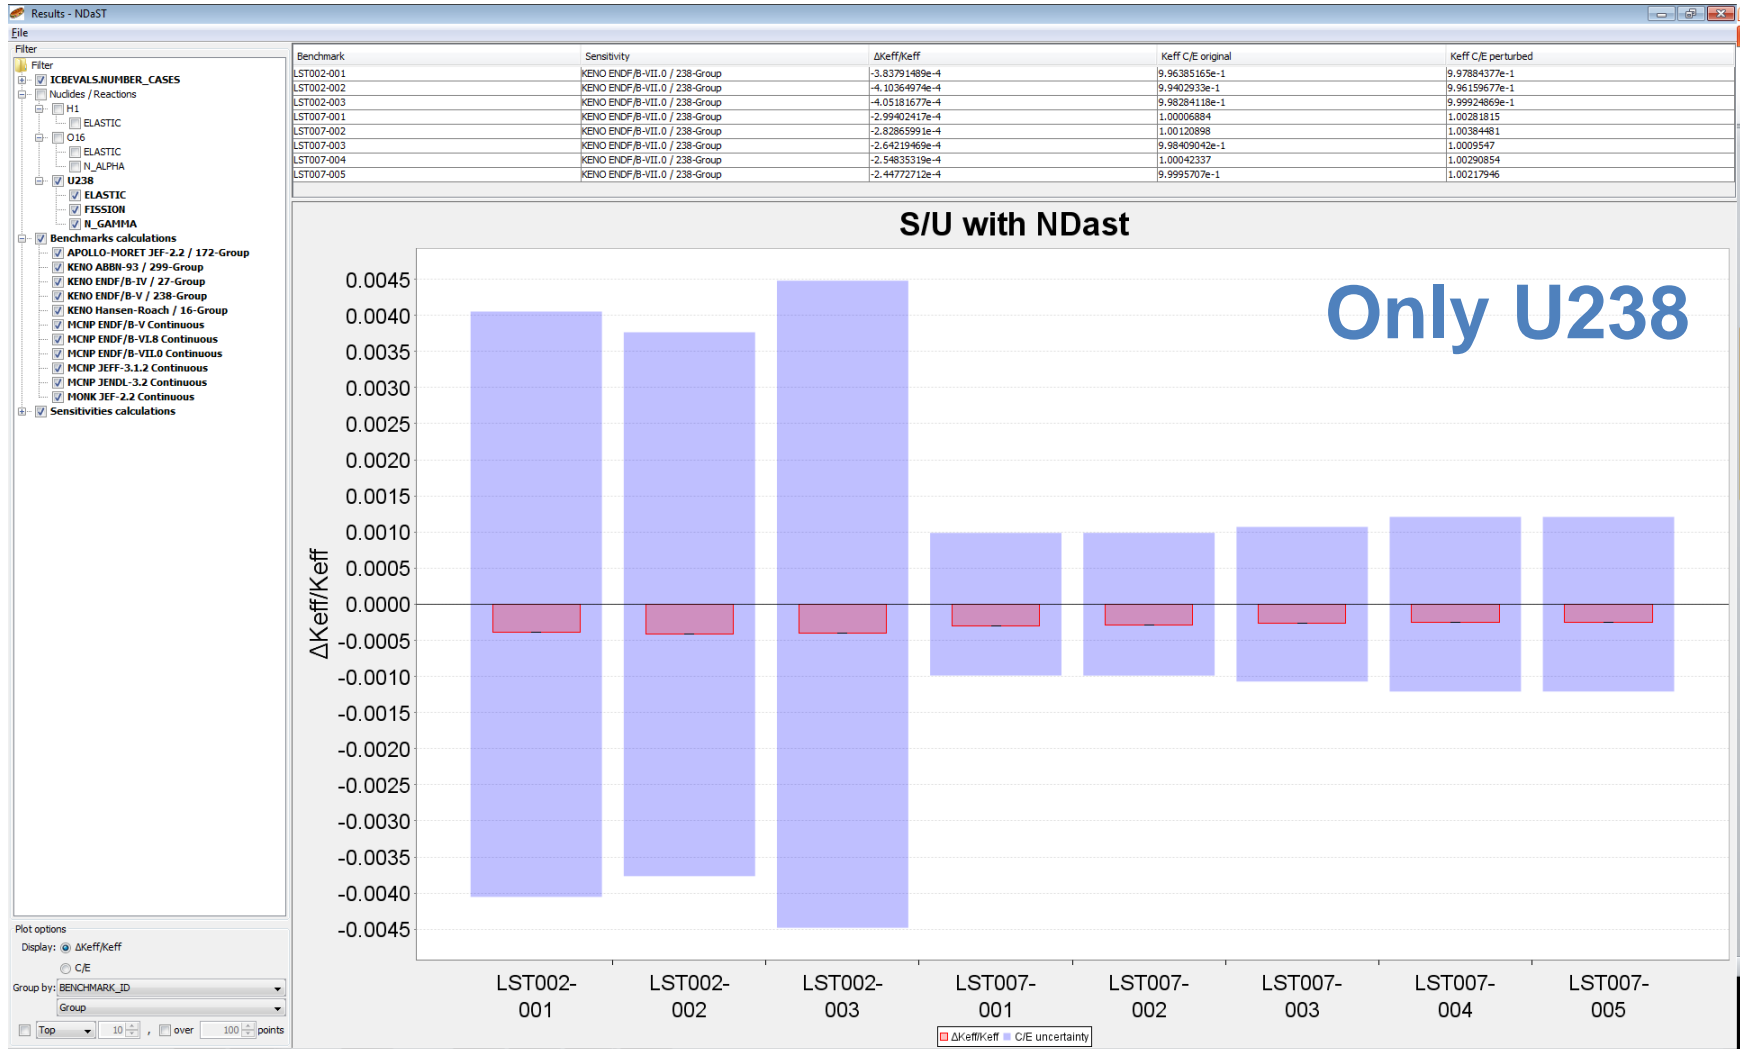 Results - NDaST
File
Filter
Filter
ICBEVALS.NUMBER_CASES
Nuclides / Reactions
H1
ELASTIC
O16
ELASTIC
N_ALPHA
U238
ELASTIC
FISSION
N_GAMMA
Benchmarks calculations
APOLLO-MORET JEF-2.2 / 172-Group
KENO ABBN-93 / 299-Group
KENO ENDF/B-IV / 27-Group
KENO ENDF/B-V / 238-Group
KENO Hansen-Roach / 16-Group
MCNP ENDF/B-V Continuous
MCNP ENDF/B-VI.8 Continuous
MCNP ENDF/B-VII.0 Continuous
MCNP JEFF-3.1.2 Continuous
MCNP JENDL-3.2 Continuous
MONK JEF-2.2 Continuous
Sensitivities calculations
Plot options
Display: ΔKeff/Keff
C/E
Group by: BENCHMARK_ID
Group
Top 10 , over 100 points
Benchmark Sensitivity ΔKeff/Keff Keff C/E original Keff C/E perturbed
LST002-001 KENO ENDF/B-VII.0 / 238-Group -3.83791489e-4 9.96385165e-1 9.97884377e-1
LST002-002 KENO ENDF/B-VII.0 / 238-Group -4.10364974e-4 9.9402933e-1 9.96159677e-1
LST002-003 KENO ENDF/B-VII.0 / 238-Group -4.05181677e-4 9.98284118e-1 9.99924869e-1
LST007-001 KENO ENDF/B-VII.0 / 238-Group -2.99402417e-4 1.00006884 1.00281815
LST007-002 KENO ENDF/B-VII.0 / 238-Group -2.82865991e-4 1.00120898 1.00384481
LST007-003 KENO ENDF/B-VII.0 / 238-Group -2.64219469e-4 9.98409042e-1 1.0009547
LST007-004 KENO ENDF/B-VII.0 / 238-Group -2.54835319e-4 1.00042337 1.00290854
LST007-005 KENO ENDF/B-VII.0 / 238-Group -2.44772712e-4 9.9995707e-1 1.00217946
S/U with NDast
Only U238
ΔKeff/Keff
0.0045
0.0040
0.0035
0.0030
0.0025
0.0020
0.0015
0.0010
0.0005
0.0000
-0.0005
-0.0010
-0.0015
-0.0020
-0.0025
-0.0030
-0.0035
-0.0040
-0.0045
LST002- LST002- LST002- LST007- LST007- LST007- LST007- LST007-
001 002 003 001 002 003 004 005
ΔKeff/Keff C/E uncertainty